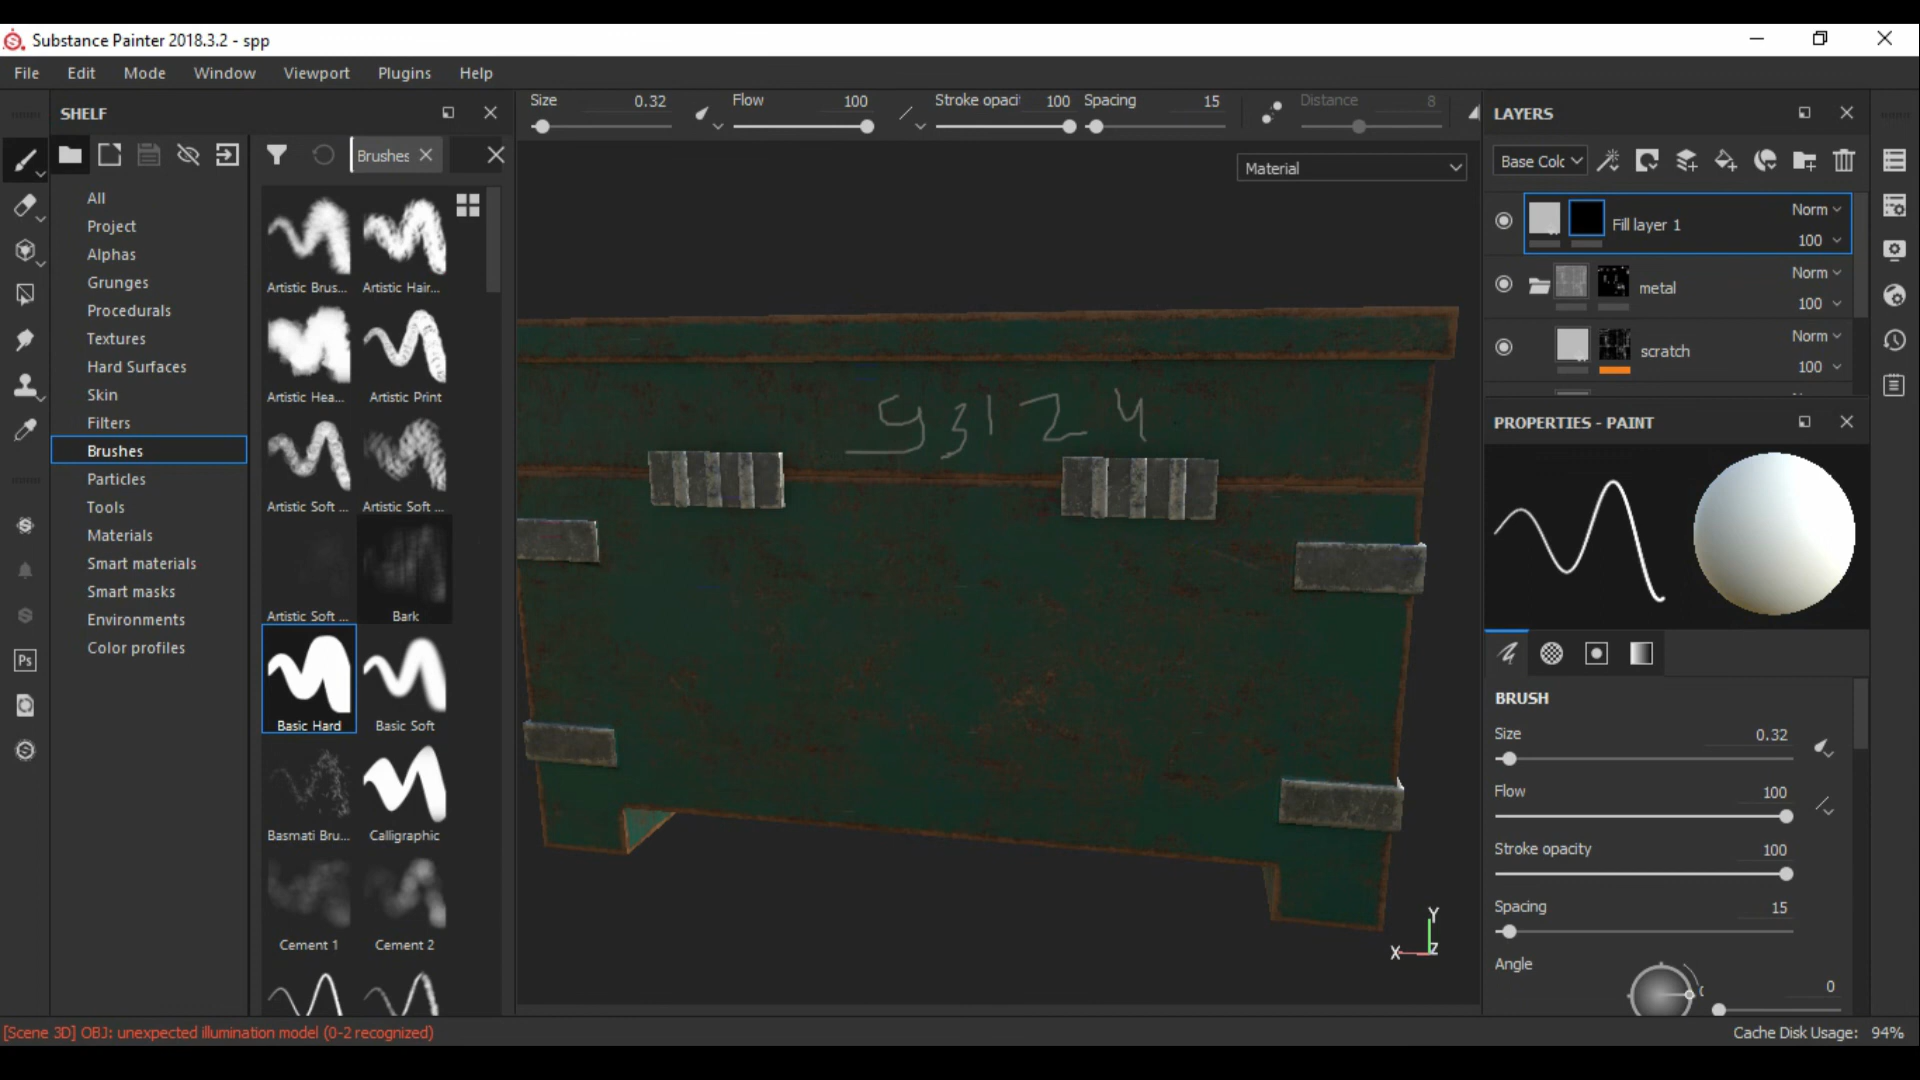 Substance Painter 2018.3.2 - spp
File Edit Mode Window Viewport Plugins Help
SHELF
Size 0.32 Flow 100 Stroke opaci 100 Spacing 15 Distance 8
LAYERS
Brushes
Material
Base Colc
All
Project
Alphas
Grunges
Procedurals
Textures
Hard Surfaces
Skin
Filters
Brushes
Particles
Tools
Materials
Smart materials
Smart masks
Environments
Color profiles
Artistic Brus... Artistic Hair...
Artistic Hea... Artistic Print
Artistic Soft ... Artistic Soft ...
Artistic Soft ... Bark
Basic Hard Basic Soft
Basmati Bru... Calligraphic
Cement 1 Cement 2
93124
Y
X Z
Fill layer 1 Norm
100
metal Norm
100
scratch Norm
100
PROPERTIES - PAINT
BRUSH
Size 0.32
Flow 100
Stroke opacity 100
Spacing 15
Angle 0
Ps
[Scene 3D] OBJ: unexpected illumination model (0-2 recognized)
Cache Disk Usage: 94%